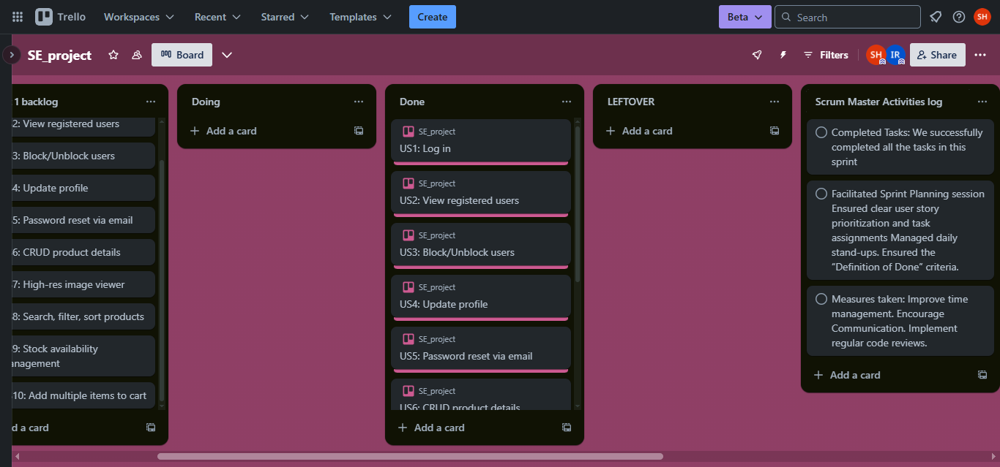 Trello
Workspaces
Recent
Starred
Templates
Create
Beta
Search
SH
SE_project
Board
Filters
SH
IR
Share
1 backlog
2: View registered users
3: Block/Unblock users
4: Update profile
5: Password reset via email
6: CRUD product details
7: High-res image viewer
8: Search, filter, sort products
9: Stock availability
anagement
10: Add multiple items to cart
d a card
Doing
Add a card
Done
SE_project
US1: Log in
SE_project
US2: View registered users
SE_project
US3: Block/Unblock users
SE_project
US4: Update profile
SE_project
US5: Password reset via email
SE_project
US6: CRUD product details
Add a card
LEFTOVER
Add a card
Scrum Master Activities log
Completed Tasks: We successfully
completed all the tasks in this
sprint
Facilitated Sprint Planning session
Ensured clear user story
prioritization and task
assignments Managed daily
stand-ups. Ensured the
“Definition of Done” criteria.
Measures taken: Improve time
management. Encourage
Communication. Implement
regular code reviews.
Add a card